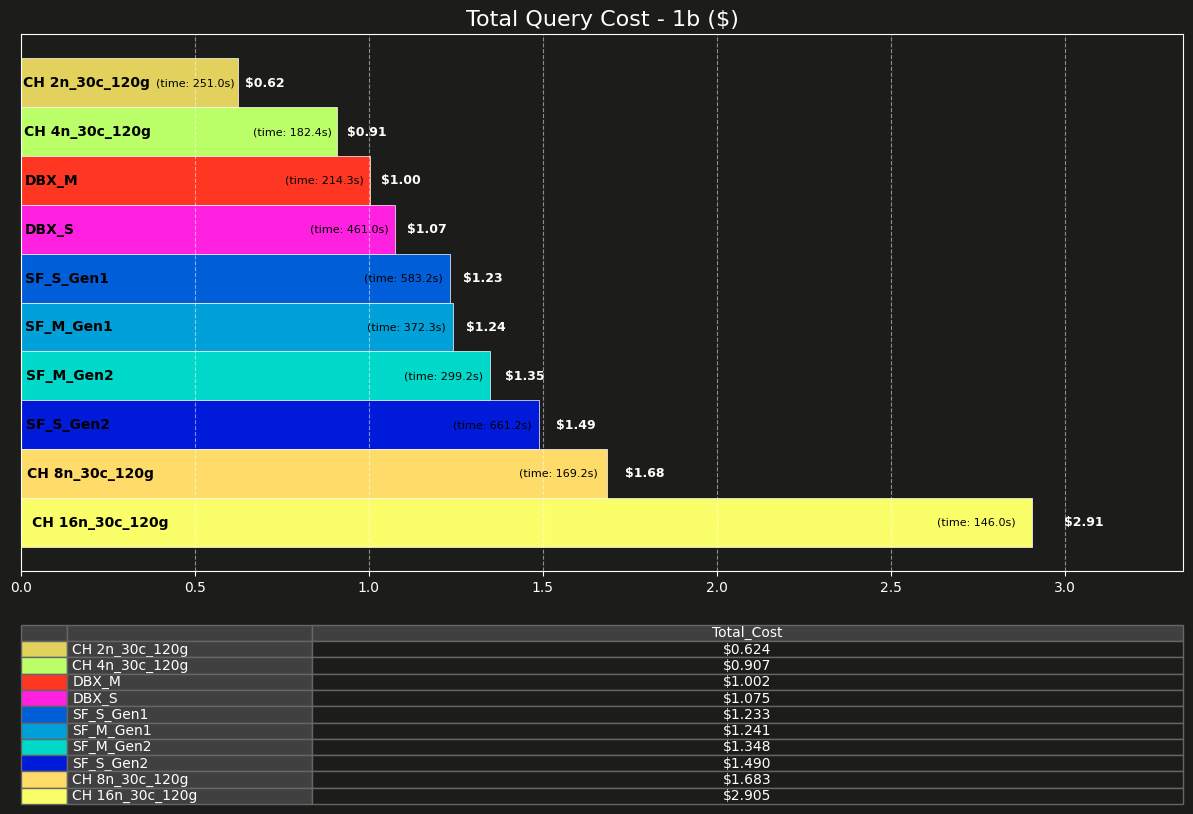 Total Query Cost - 1b ($)
CH 2n_30c_120g (time: 251.0s) $0.62
CH 4n_30c_120g (time: 182.4s) $0.91
DBX_M (time: 214.3s) $1.00
DBX_S (time: 461.0s) $1.07
SF_S_Gen1 (time: 583.2s) $1.23
SF_M_Gen1 (time: 372.3s) $1.24
SF_M_Gen2 (time: 299.2s) $1.35
SF_S_Gen2 (time: 661.2s) $1.49
CH 8n_30c_120g (time: 169.2s) $1.68
CH 16n_30c_120g (time: 146.0s) $2.91
0.0 0.5 1.0 1.5 2.0 2.5 3.0
Total_Cost
CH 2n_30c_120g $0.624
CH 4n_30c_120g $0.907
DBX_M $1.002
DBX_S $1.075
SF_S_Gen1 $1.233
SF_M_Gen1 $1.241
SF_M_Gen2 $1.348
SF_S_Gen2 $1.490
CH 8n_30c_120g $1.683
CH 16n_30c_120g $2.905